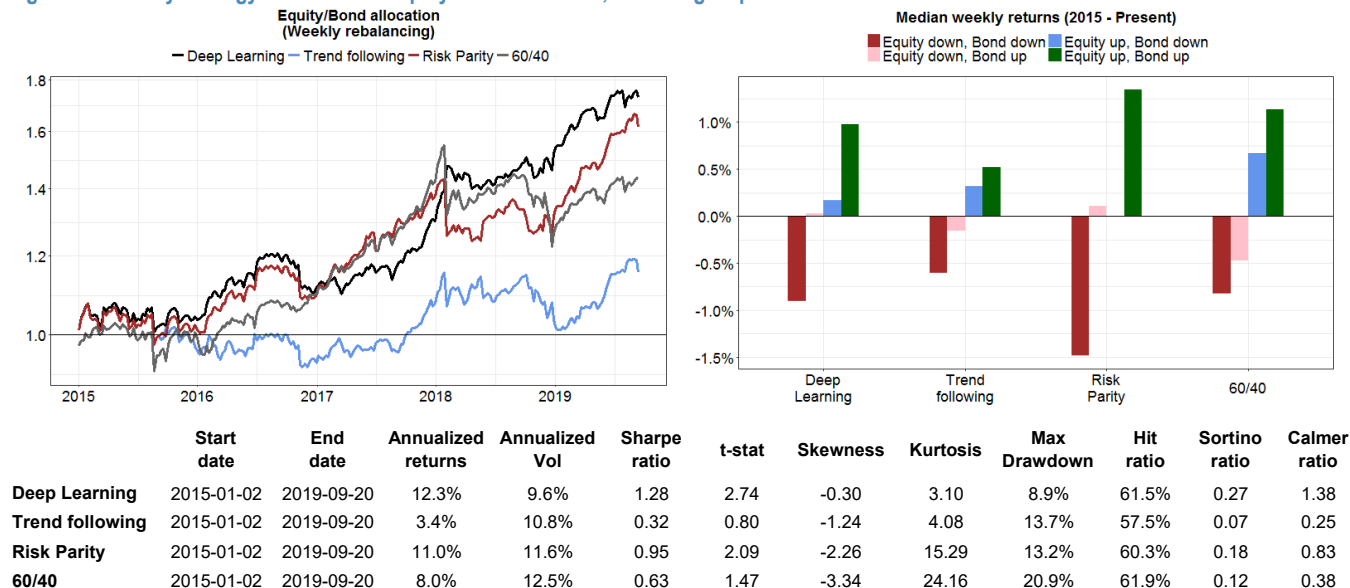 Equity/Bond allocation
(Weekly rebalancing)
Deep Learning Trend following Risk Parity 60/40
1.8
1.6
1.4
1.2
1.0
2015 2016 2017 2018 2019
Median weekly returns (2015 - Present)
Equity down, Bond down Equity up, Bond down
Equity down, Bond up Equity up, Bond up
1.0%
0.5%
0.0%
-0.5%
-1.0%
-1.5%
Deep Learning Trend following Risk Parity 60/40
Start date End date Annualized returns Annualized Vol Sharpe ratio t-stat Skewness Kurtosis Max Drawdown Hit ratio Sortino ratio Calmer ratio
Deep Learning 2015-01-02 2019-09-20 12.3% 9.6% 1.28 2.74 -0.30 3.10 8.9% 61.5% 0.27 1.38
Trend following 2015-01-02 2019-09-20 3.4% 10.8% 0.32 0.80 -1.24 4.08 13.7% 57.5% 0.07 0.25
Risk Parity 2015-01-02 2019-09-20 11.0% 11.6% 0.95 2.09 -2.26 15.29 13.2% 60.3% 0.18 0.83
60/40 2015-01-02 2019-09-20 8.0% 12.5% 0.63 1.47 -3.34 24.16 20.9% 61.9% 0.12 0.38